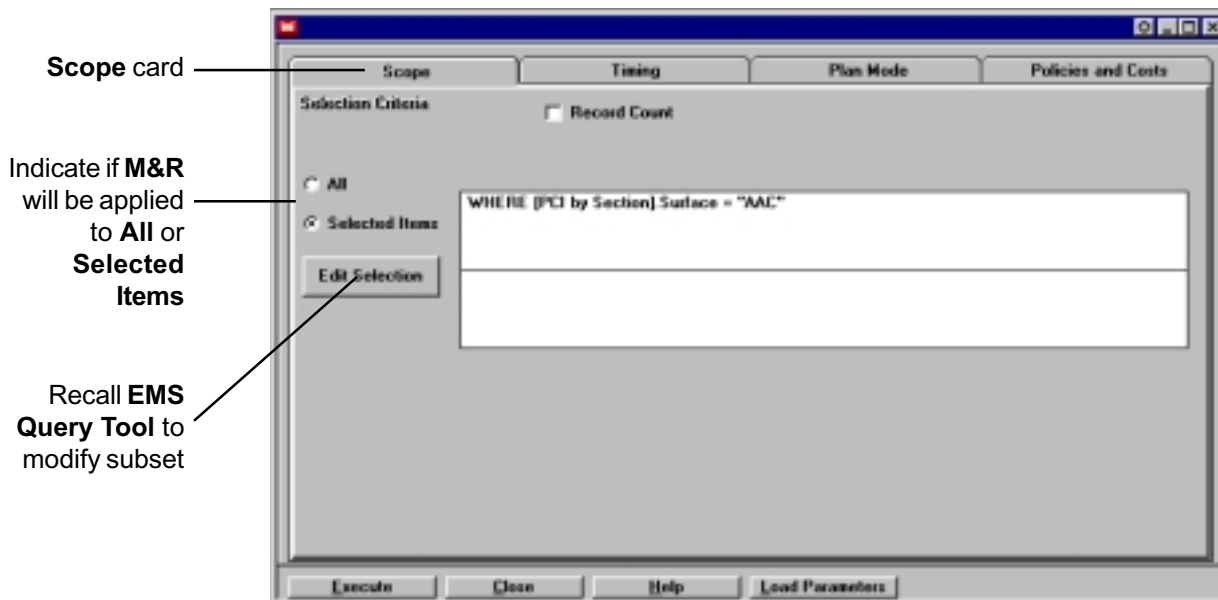 Scope card
Indicate if M&R
will be applied
to All or
Selected
Items
Recall EMS
Query Tool to
modify subset
Scope
Timing
Plan Mode
Policies and Costs
Selection Criteria
Record Count
All
Selected Items
Edit Selection
WHERE [PCI by Section].Surface = "AAC"
Execute
Close
Help
Load Parameters